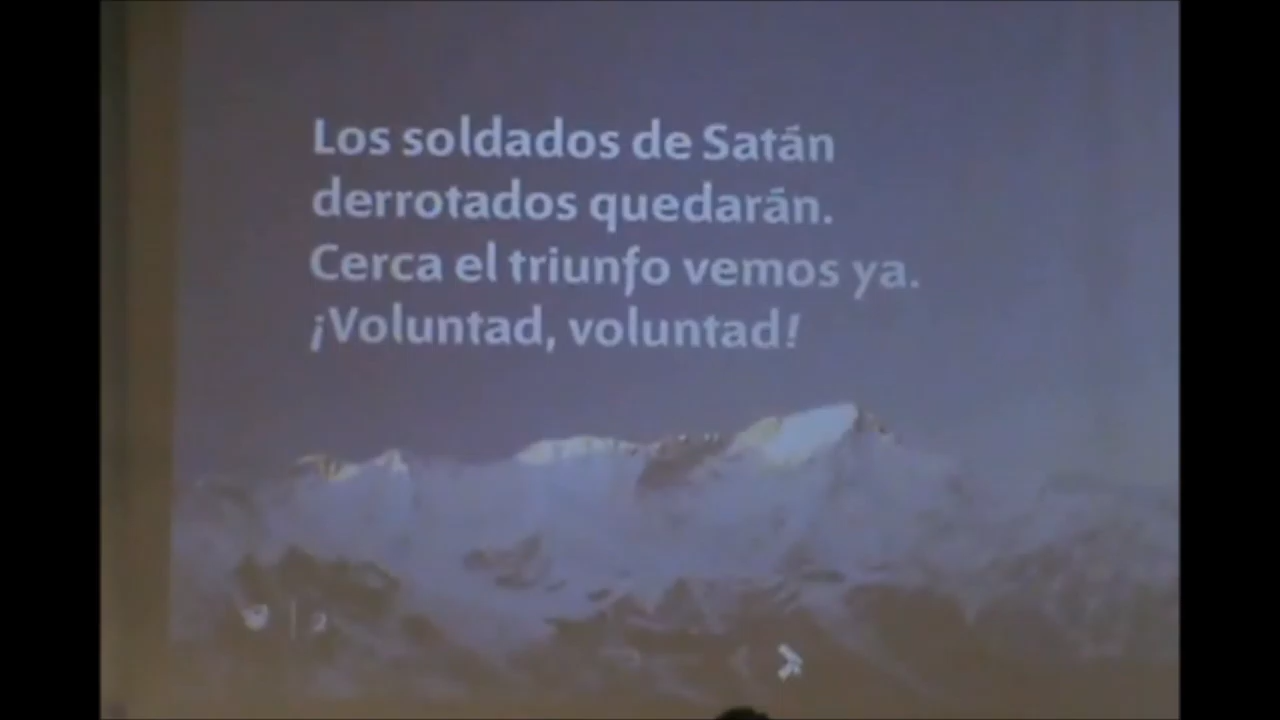 Los soldados de Satán
derrotados quedarán.
Cerca el triunfo vemos ya.
¡Voluntad, voluntad!